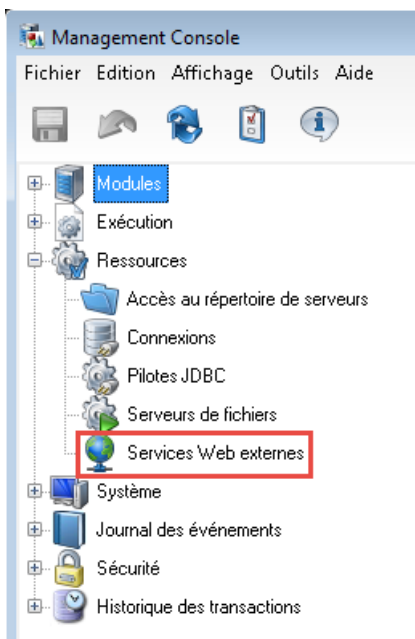 Management Console
Fichier Edition Affichage Outils Aide
Modules
Exécution
Ressources
Accès au répertoire de serveurs
Connexions
Pilotes JDBC
Serveurs de fichiers
Services Web externes
Système
Journal des événements
Sécurité
Historique des transactions